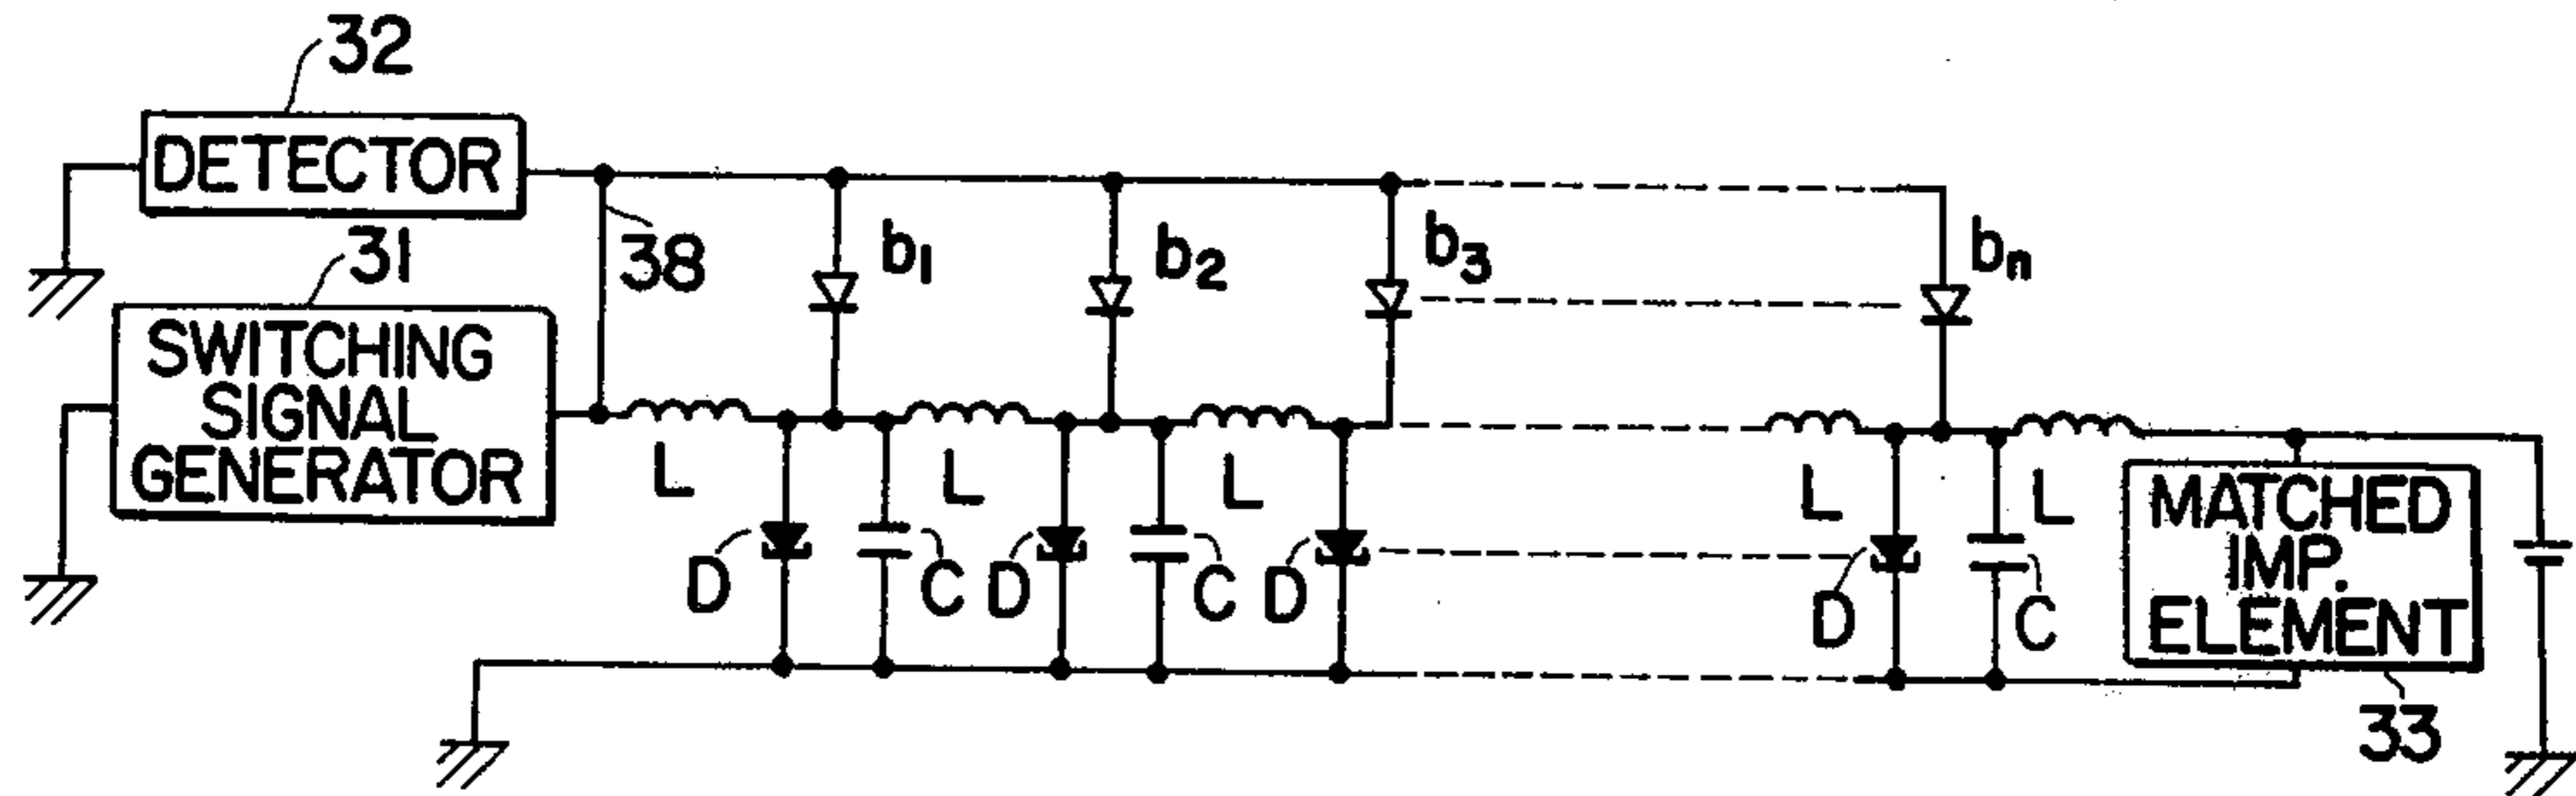 32
DETECTOR
31
38
b1
b2
b3
bn
SWITCHING
SIGNAL
GENERATOR
L
L
L
L
L
D
C
D
C
D
D
C
MATCHED
IMP.
ELEMENT
33